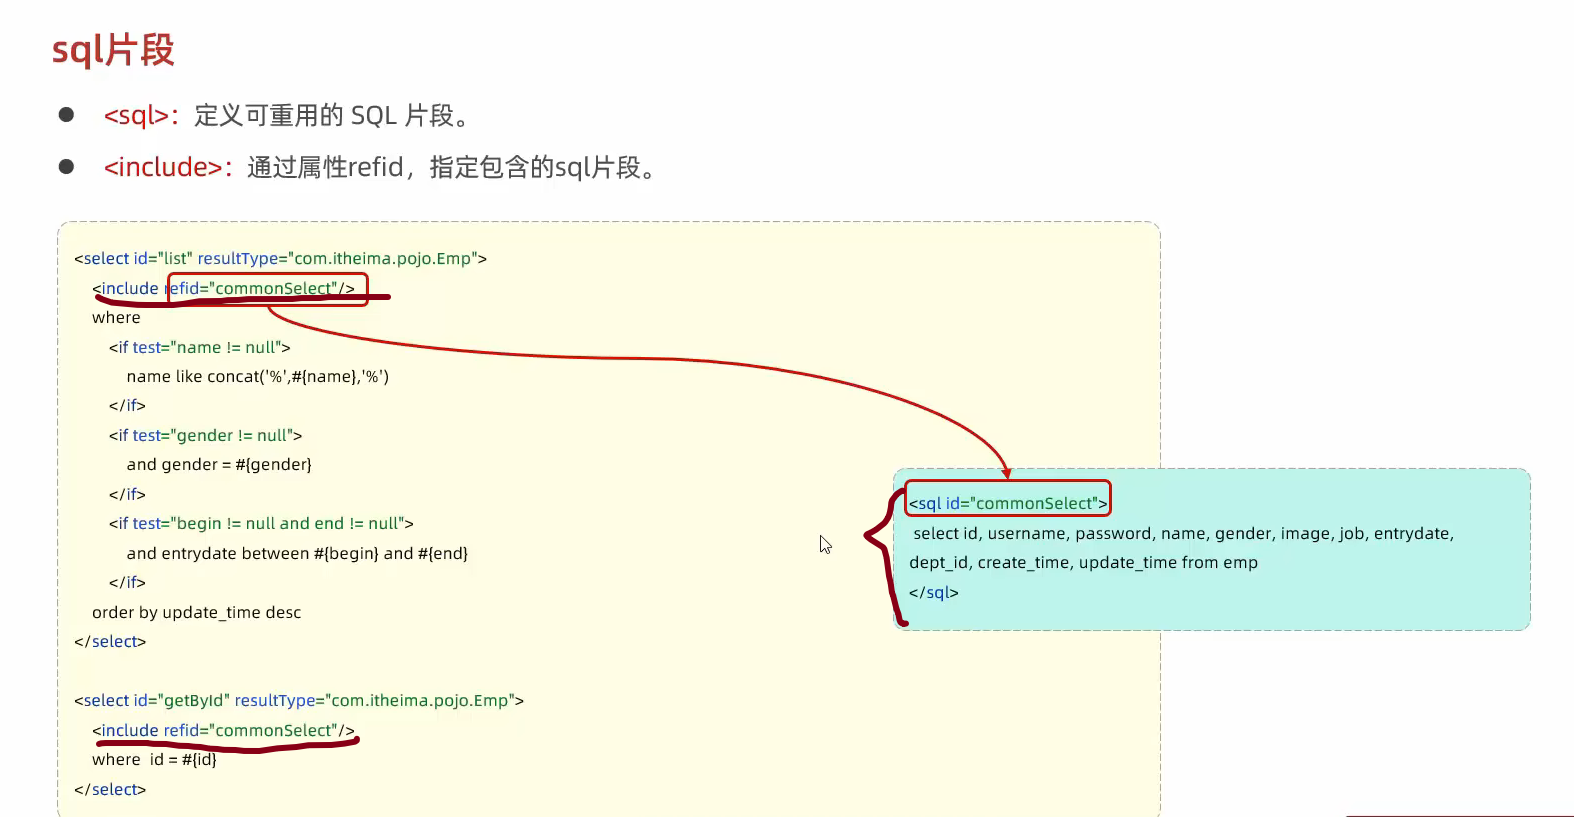 sql片段
● <sql>：定义可重用的 SQL 片段。
● <include>：通过属性refid，指定包含的sql片段。
<select id="list" resultType="com.itheima.pojo.Emp">
<include refid="commonSelect"/>
where
<if test="name != null">
name like concat('%',#{name},'%')
</if>
<if test="gender != null">
and gender = #{gender}
</if>
<if test="begin != null and end != null">
and entrydate between #{begin} and #{end}
</if>
order by update_time desc
</select>
<select id="getById" resultType="com.itheima.pojo.Emp">
<include refid="commonSelect"/>
where  id = #{id}
</select>
<sql id="commonSelect">
select id, username, password, name, gender, image, job, entrydate,
dept_id, create_time, update_time from emp
</sql>